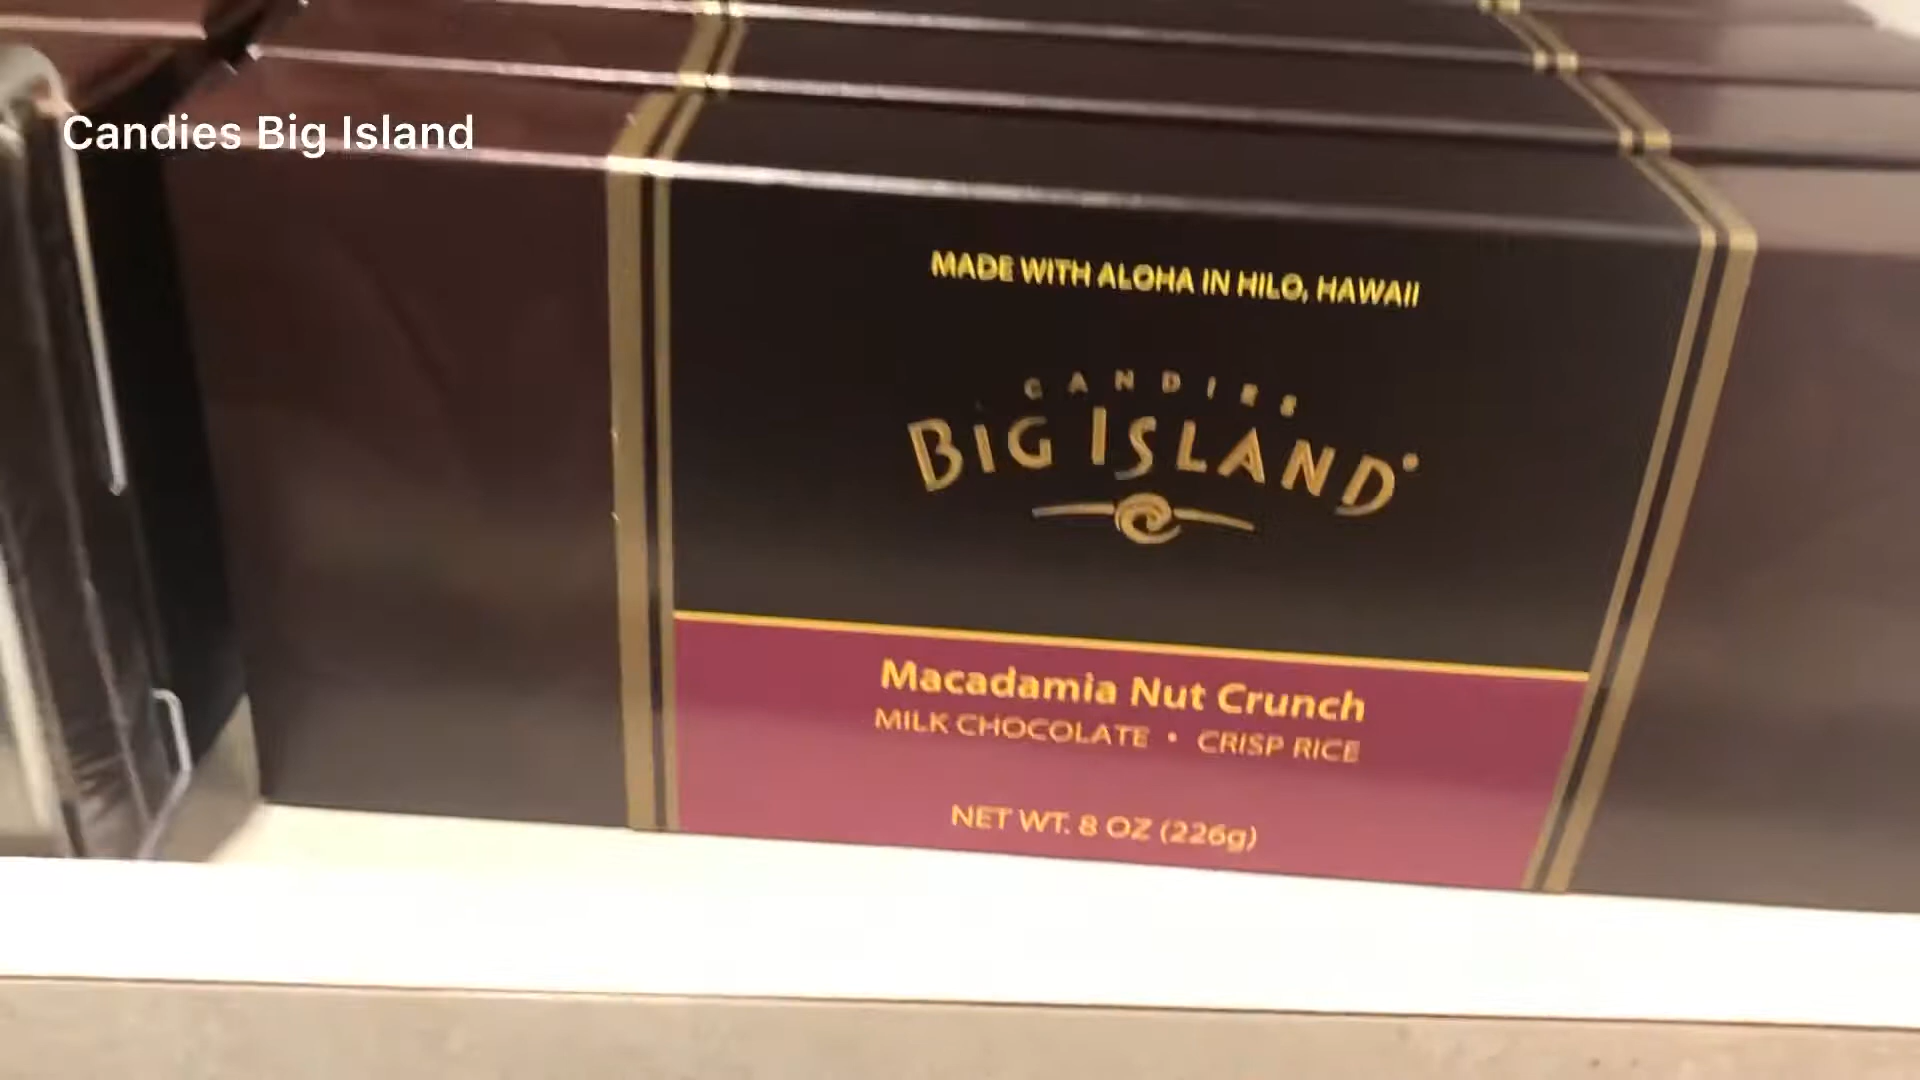 Candies Big Island
MADE WITH ALOHA IN HILO, HAWAII
CANDIES
BIG ISLAND
Macadamia Nut Crunch
MILK CHOCOLATE • CRISP RICE
NET WT. 8 OZ (226g)